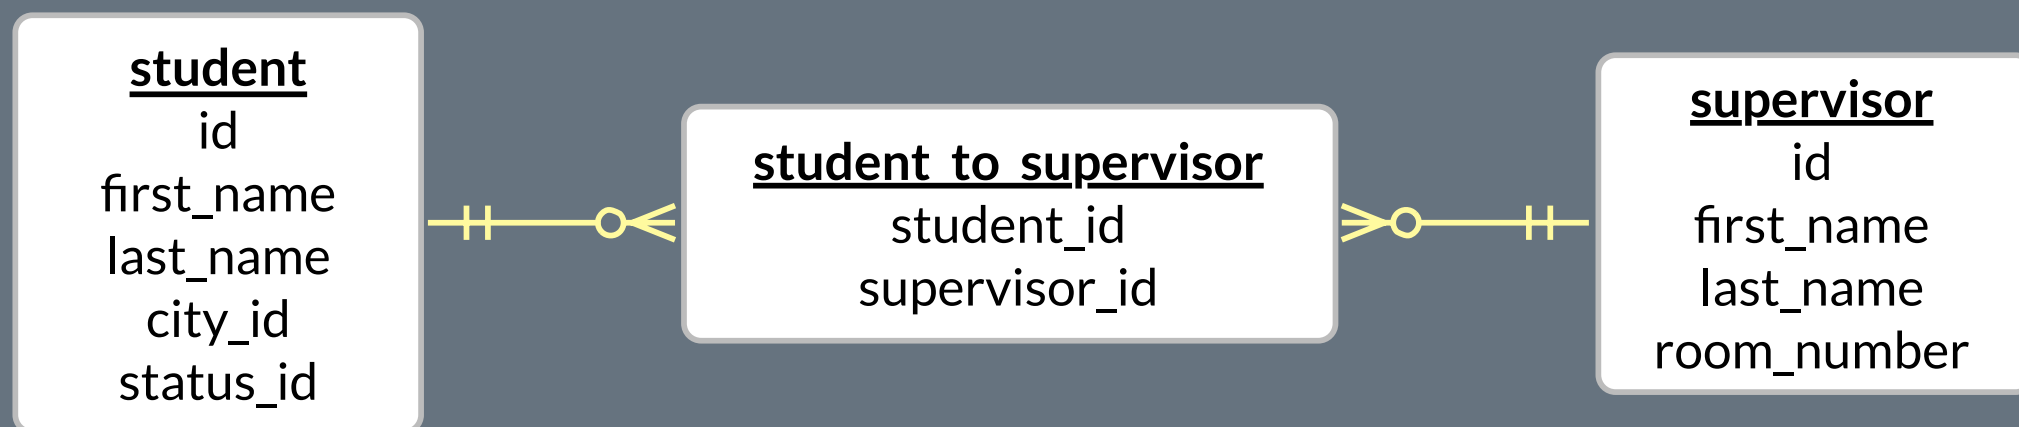 student
id
first_name
last_name
city_id
status_id
student_to_supervisor
student_id
supervisor_id
supervisor
id
first_name
last_name
room_number